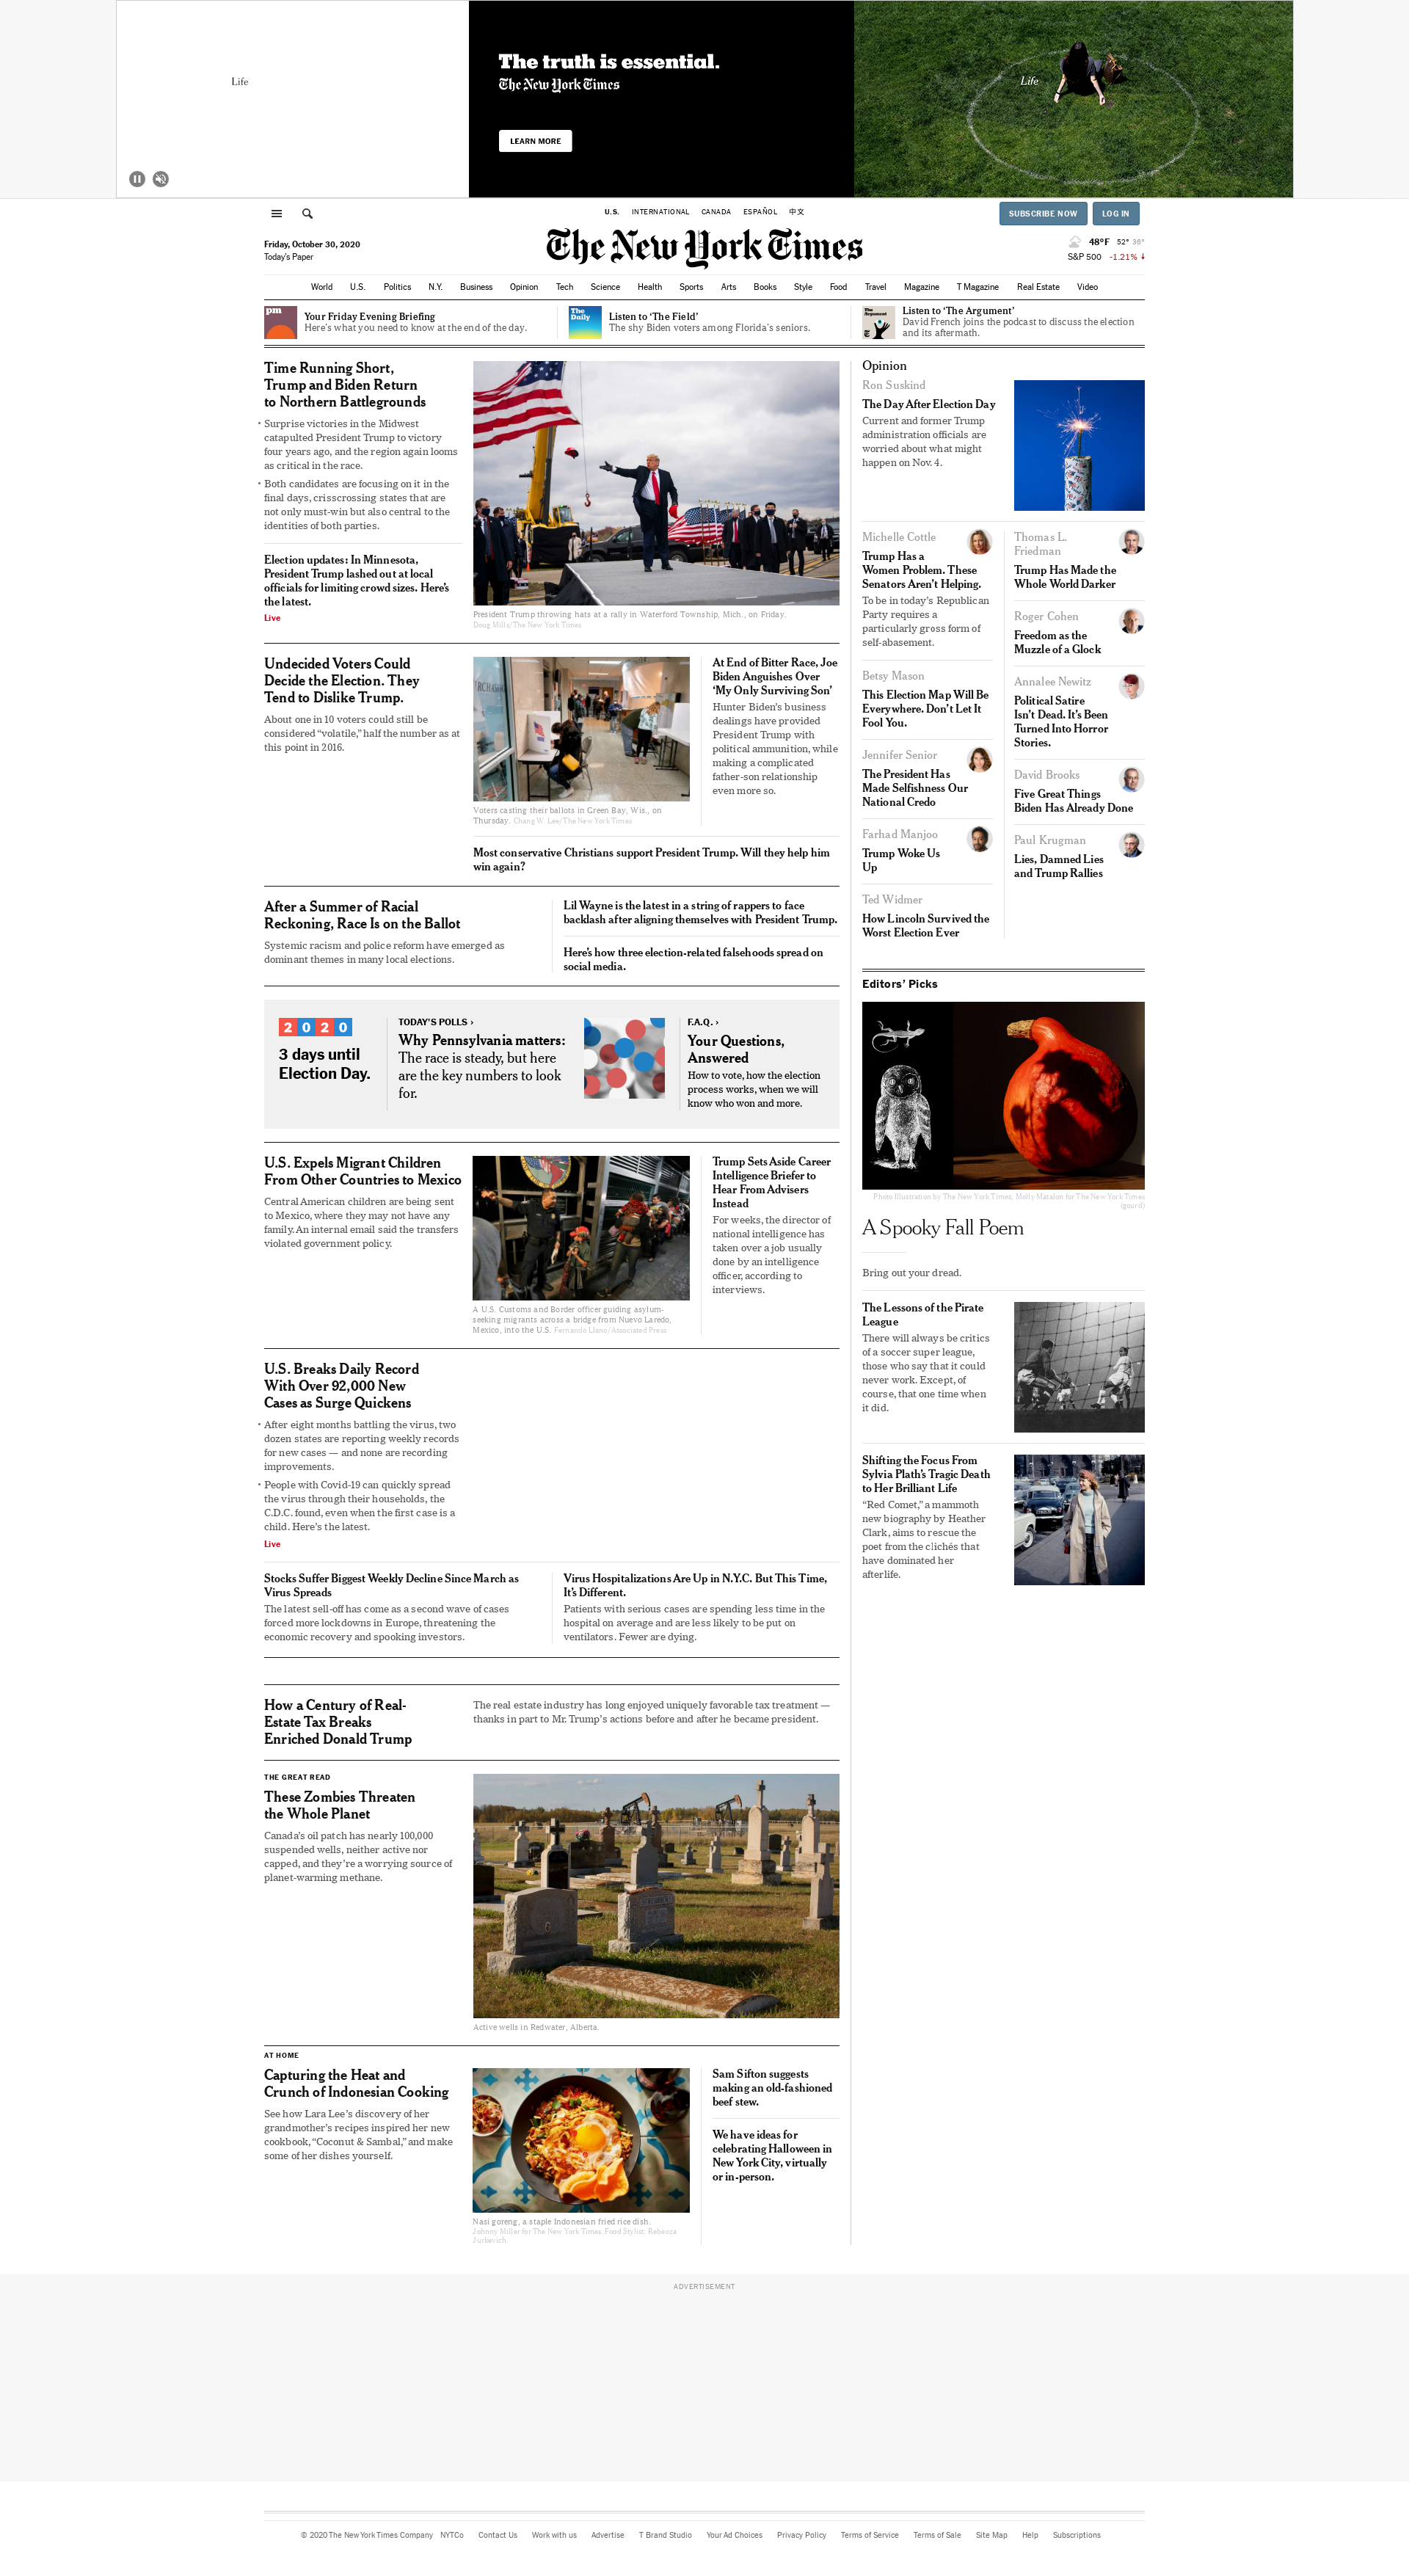 Life
The truth is essential.
The New York Times
LEARN MORE
Life
U.S. INTERNATIONAL CANADA ESPAÑOL 中文
SUBSCRIBE NOW LOG IN
Friday, October 30, 2020
Today's Paper
The New York Times
48°F 52° 36°
S&P 500 -1.21%
World U.S. Politics N.Y. Business Opinion Tech Science Health Sports Arts Books Style Food Travel Magazine T Magazine Real Estate Video
pm
Your Friday Evening Briefing
Here's what you need to know at the end of the day.
The
Daily
Listen to ‘The Field’
The shy Biden voters among Florida's seniors.
The
Argument
Listen to ‘The Argument’
David French joins the podcast to discuss the election
and its aftermath.
Time Running Short,
Trump and Biden Return
to Northern Battlegrounds
• Surprise victories in the Midwest
catapulted President Trump to victory
four years ago, and the region again looms
as critical in the race.
• Both candidates are focusing on it in the
final days, crisscrossing states that are
not only must-win but also central to the
identities of both parties.
Election updates: In Minnesota,
President Trump lashed out at local
officials for limiting crowd sizes. Here's
the latest.
Live
President Trump throwing hats at a rally in Waterford Township, Mich., on Friday.
Doug Mills/The New York Times
Undecided Voters Could
Decide the Election. They
Tend to Dislike Trump.
About one in 10 voters could still be
considered “volatile,” half the number as at
this point in 2016.
Voters casting their ballots in Green Bay, Wis., on
Thursday. Chang W. Lee/The New York Times
At End of Bitter Race, Joe
Biden Anguishes Over
‘My Only Surviving Son’
Hunter Biden's business
dealings have provided
President Trump with
political ammunition, while
making a complicated
father-son relationship
even more so.
Most conservative Christians support President Trump. Will they help him
win again?
After a Summer of Racial
Reckoning, Race Is on the Ballot
Systemic racism and police reform have emerged as
dominant themes in many local elections.
Lil Wayne is the latest in a string of rappers to face
backlash after aligning themselves with President Trump.
Here's how three election-related falsehoods spread on
social media.
2020
3 days until
Election Day.
TODAY'S POLLS ›
Why Pennsylvania matters:
The race is steady, but here
are the key numbers to look
for.
F.A.Q. ›
Your Questions,
Answered
How to vote, how the election
process works, when we will
know who won and more.
U.S. Expels Migrant Children
From Other Countries to Mexico
Central American children are being sent
to Mexico, where they may not have any
family. An internal email said the transfers
violated government policy.
A U.S. Customs and Border officer guiding asylum-
seeking migrants across a bridge from Nuevo Laredo,
Mexico, into the U.S. Fernando Llano/Associated Press
Trump Sets Aside Career
Intelligence Briefer to
Hear From Advisers
Instead
For weeks, the director of
national intelligence has
taken over a job usually
done by an intelligence
officer, according to
interviews.
U.S. Breaks Daily Record
With Over 92,000 New
Cases as Surge Quickens
• After eight months battling the virus, two
dozen states are reporting weekly records
for new cases — and none are recording
improvements.
• People with Covid-19 can quickly spread
the virus through their households, the
C.D.C. found, even when the first case is a
child. Here's the latest.
Live
Stocks Suffer Biggest Weekly Decline Since March as
Virus Spreads
The latest sell-off has come as a second wave of cases
forced more lockdowns in Europe, threatening the
economic recovery and spooking investors.
Virus Hospitalizations Are Up in N.Y.C. But This Time,
It's Different.
Patients with serious cases are spending less time in the
hospital on average and are less likely to be put on
ventilators. Fewer are dying.
How a Century of Real-
Estate Tax Breaks
Enriched Donald Trump
The real estate industry has long enjoyed uniquely favorable tax treatment —
thanks in part to Mr. Trump's actions before and after he became president.
THE GREAT READ
These Zombies Threaten
the Whole Planet
Canada's oil patch has nearly 100,000
suspended wells, neither active nor
capped, and they're a worrying source of
planet-warming methane.
Active wells in Redwater, Alberta.
AT HOME
Capturing the Heat and
Crunch of Indonesian Cooking
See how Lara Lee's discovery of her
grandmother's recipes inspired her new
cookbook, “Coconut & Sambal,” and make
some of her dishes yourself.
Nasi goreng, a staple Indonesian fried rice dish.
Johnny Miller for The New York Times. Food Stylist: Rebecca
Jurkevich.
Sam Sifton suggests
making an old-fashioned
beef stew.
We have ideas for
celebrating Halloween in
New York City, virtually
or in-person.
Opinion
Ron Suskind
The Day After Election Day
Current and former Trump
administration officials are
worried about what might
happen on Nov. 4.
Michelle Cottle
Trump Has a
Women Problem. These
Senators Aren't Helping.
To be in today's Republican
Party requires a
particularly gross form of
self-abasement.
Betsy Mason
This Election Map Will Be
Everywhere. Don't Let It
Fool You.
Jennifer Senior
The President Has
Made Selfishness Our
National Credo
Farhad Manjoo
Trump Woke Us
Up
Ted Widmer
How Lincoln Survived the
Worst Election Ever
Thomas L.
Friedman
Trump Has Made the
Whole World Darker
Roger Cohen
Freedom as the
Muzzle of a Glock
Annalee Newitz
Political Satire
Isn't Dead. It's Been
Turned Into Horror
Stories.
David Brooks
Five Great Things
Biden Has Already Done
Paul Krugman
Lies, Damned Lies
and Trump Rallies
Editors' Picks
Photo Illustration by The New York Times; Molly Matalon for The New York Times
(gourd)
A Spooky Fall Poem
Bring out your dread.
The Lessons of the Pirate
League
There will always be critics
of a soccer super league,
those who say that it could
never work. Except, of
course, that one time when
it did.
Shifting the Focus From
Sylvia Plath's Tragic Death
to Her Brilliant Life
“Red Comet,” a mammoth
new biography by Heather
Clark, aims to rescue the
poet from the clichés that
have dominated her
afterlife.
ADVERTISEMENT
© 2020 The New York Times Company NYTCo Contact Us Work with us Advertise T Brand Studio Your Ad Choices Privacy Policy Terms of Service Terms of Sale Site Map Help Subscriptions